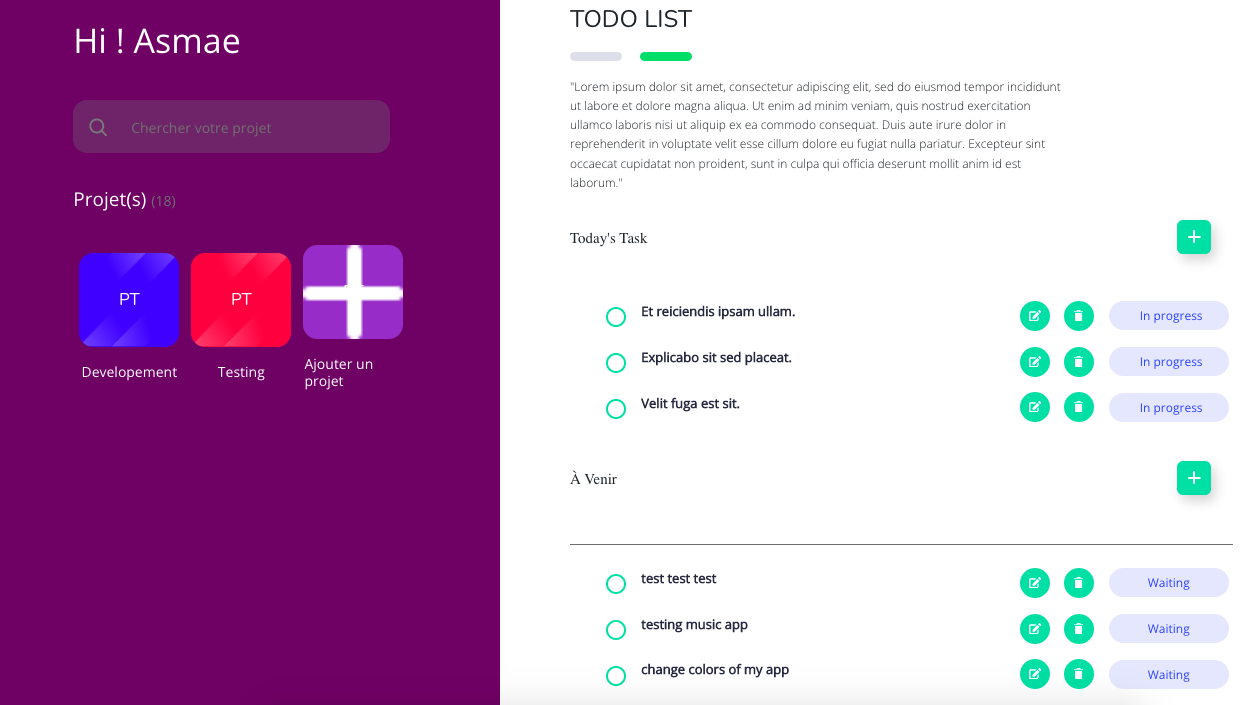 Hi ! Asmae
Chercher votre projet
Projet(s) (18)
PT
PT
Developement
Testing
Ajouter un
projet
TODO LIST
"Lorem ipsum dolor sit amet, consectetur adipiscing elit, sed do eiusmod tempor incididunt
ut labore et dolore magna aliqua. Ut enim ad minim veniam, quis nostrud exercitation
ullamco laboris nisi ut aliquip ex ea commodo consequat. Duis aute irure dolor in
reprehenderit in voluptate velit esse cillum dolore eu fugiat nulla pariatur. Excepteur sint
occaecat cupidatat non proident, sunt in culpa qui officia deserunt mollit anim id est
laborum."
Today's Task
Et reiciendis ipsam ullam.
In progress
Explicabo sit sed placeat.
In progress
Velit fuga est sit.
In progress
À Venir
test test test
Waiting
testing music app
Waiting
change colors of my app
Waiting